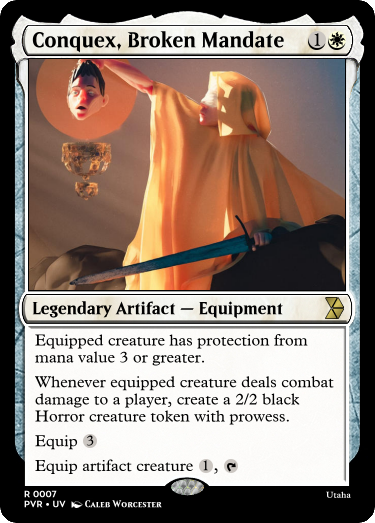 Conquex, Broken Mandate 1
Legendary Artifact — Equipment
Equipped creature has protection from
mana value 3 or greater.
Whenever equipped creature deals combat
damage to a player, create a 2/2 black
Horror creature token with prowess.
Equip 3
Equip artifact creature 1,
R 0007
Utaha
PVR • UV CALEB WORCESTER